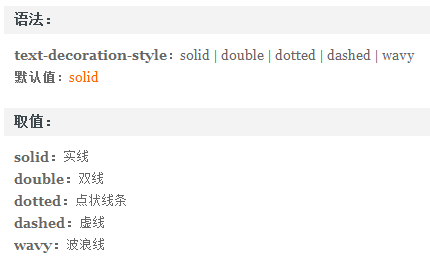 语法：
text-decoration-style：solid | double | dotted | dashed | wavy
默认值：solid
取值：
solid：实线
double：双线
dotted：点状线条
dashed：虚线
wavy：波浪线